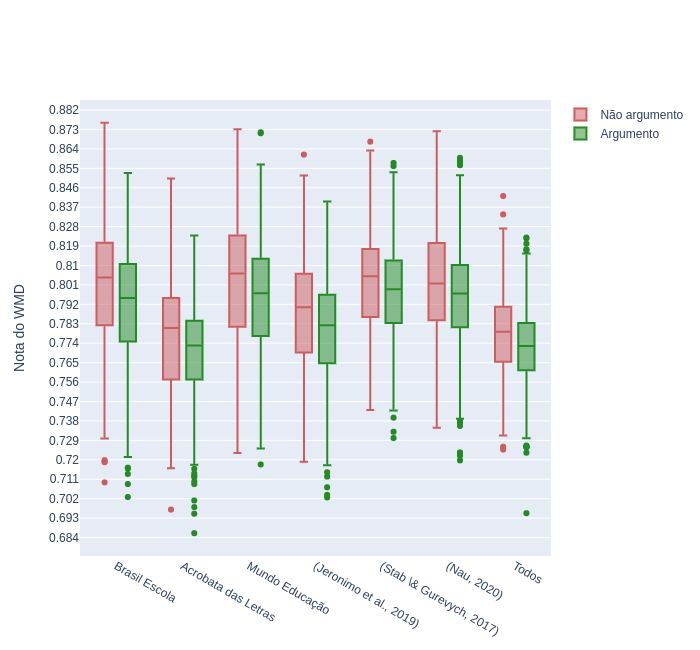 Não argumento
Argumento
Nota do WMD
0.882
0.873
0.864
0.855
0.846
0.837
0.828
0.819
0.81
0.801
0.792
0.783
0.774
0.765
0.756
0.747
0.738
0.729
0.72
0.711
0.702
0.693
0.684
Brasil Escola
Acrobata das Letras
Mundo Educação
(Jeronimo et al., 2019)
(Stab \& Gurevych, 2017)
(Nau, 2020)
Todos